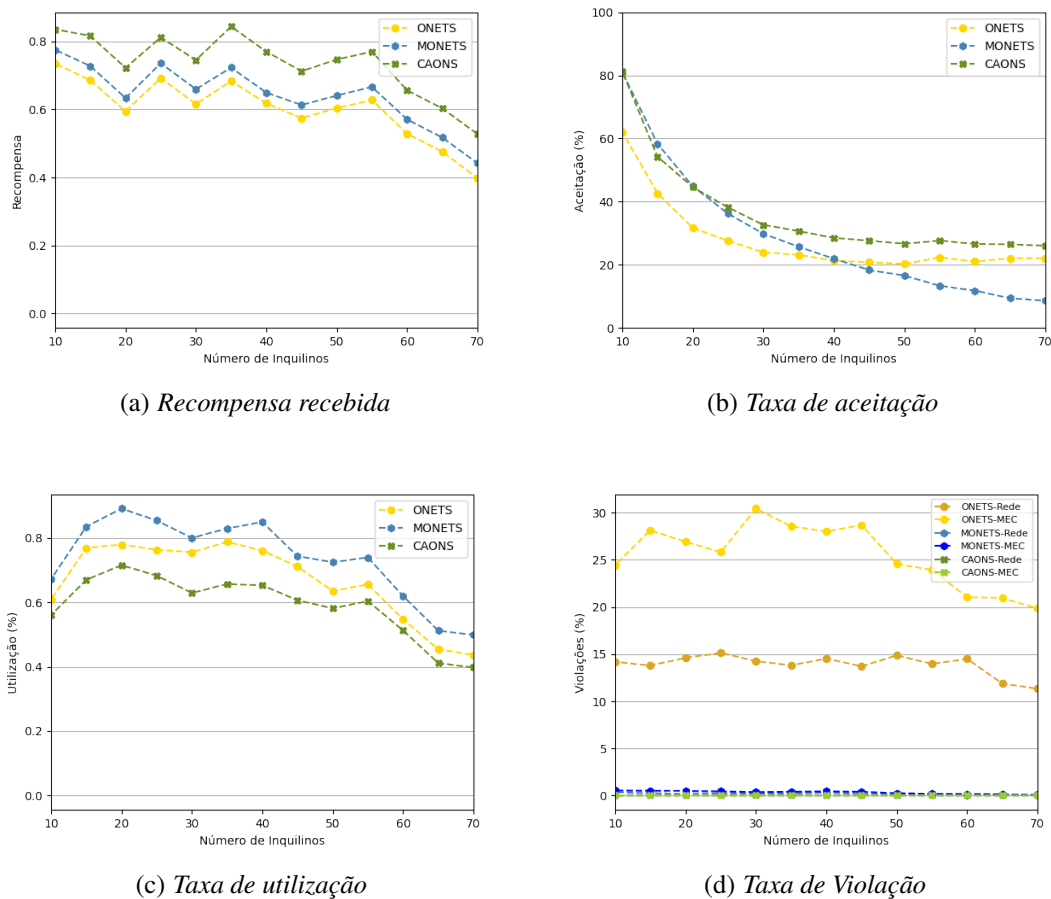 ONETS
MONETS
CAONS
0.8
0.6
0.4
0.2
0.0
Recompensa
10
20
30
40
50
60
70
Número de Inquilinos
(a) Recompensa recebida
ONETS
MONETS
CAONS
100
80
60
40
20
0
Aceitação (%)
10
20
30
40
50
60
70
Número de Inquilinos
(b) Taxa de aceitação
ONETS
MONETS
CAONS
0.8
0.6
0.4
0.2
0.0
Utilização (%)
10
20
30
40
50
60
70
Número de Inquilinos
(c) Taxa de utilização
ONETS-Rede
ONETS-MEC
MONETS-Rede
MONETS-MEC
CAONS-Rede
CAONS-MEC
30
25
20
15
10
5
0
Violações (%)
10
20
30
40
50
60
70
Número de Inquilinos
(d) Taxa de Violação